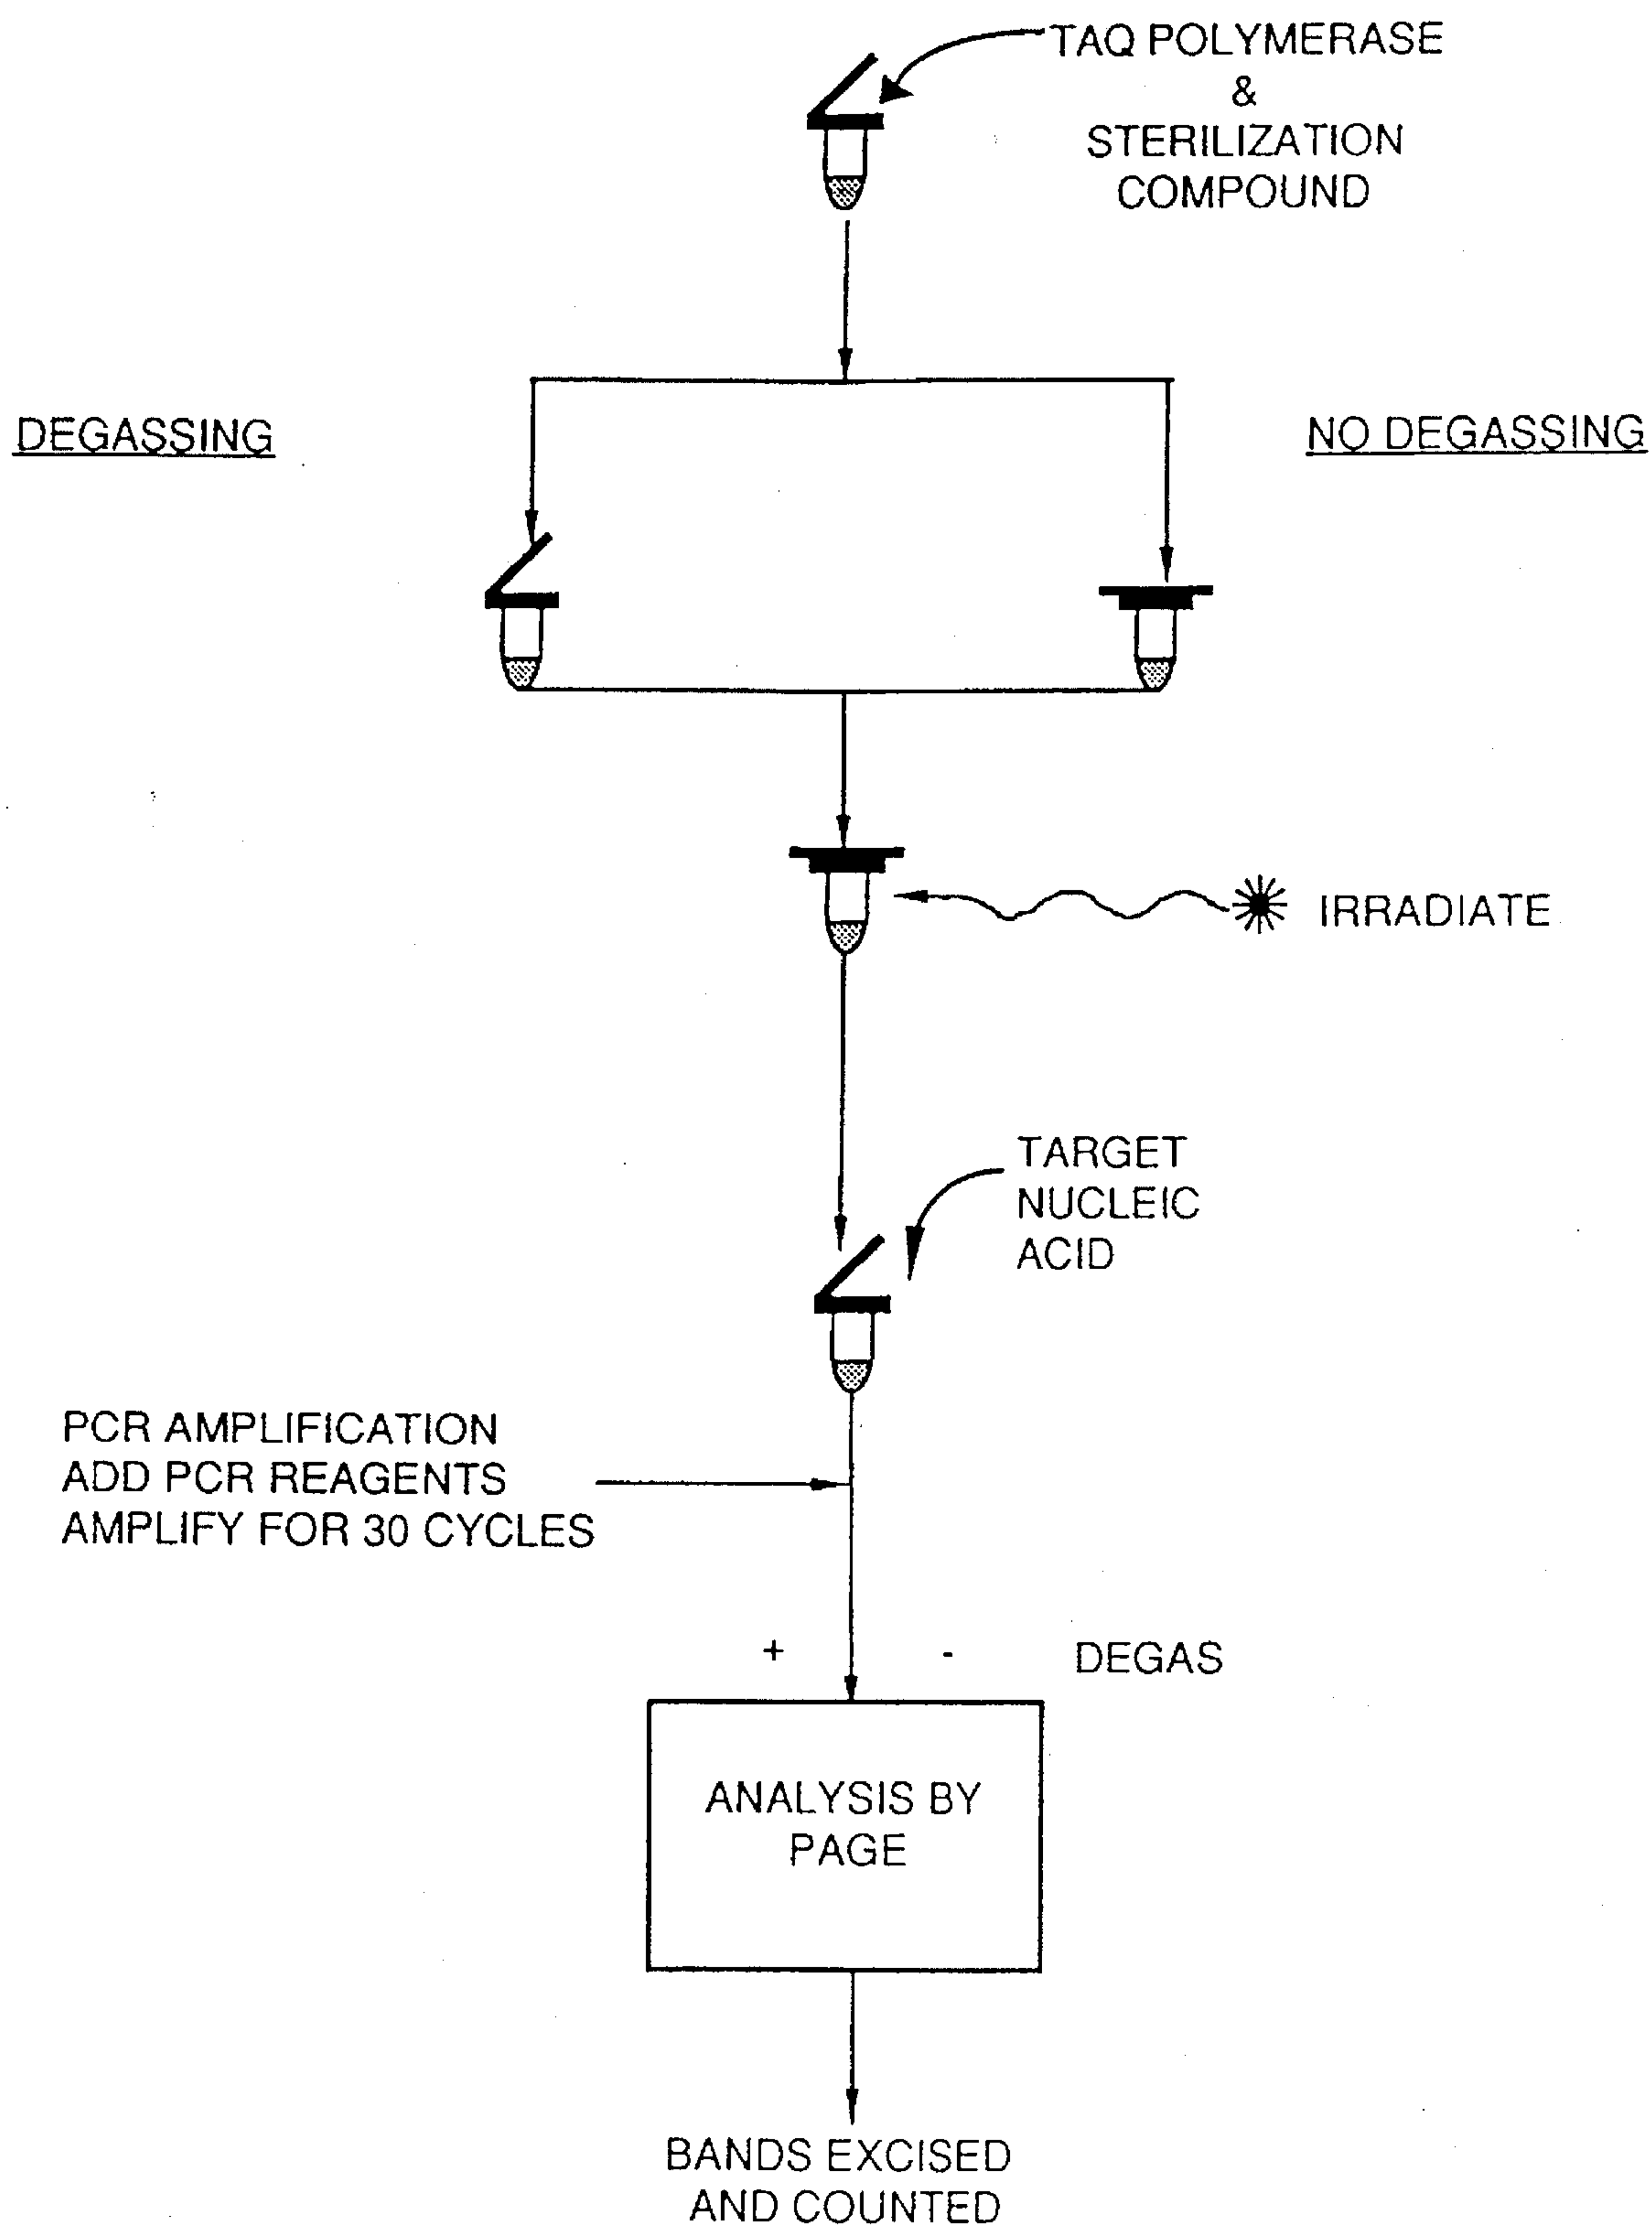 TAQ POLYMERASE
&
STERILIZATION
COMPOUND
DEGASSING
NO DEGASSING
IRRADIATE
TARGET
NUCLEIC
ACID
PCR AMPLIFICATION
ADD PCR REAGENTS
AMPLIFY FOR 30 CYCLES
+ - DEGAS
ANALYSIS BY
PAGE
BANDS EXCISED
AND COUNTED